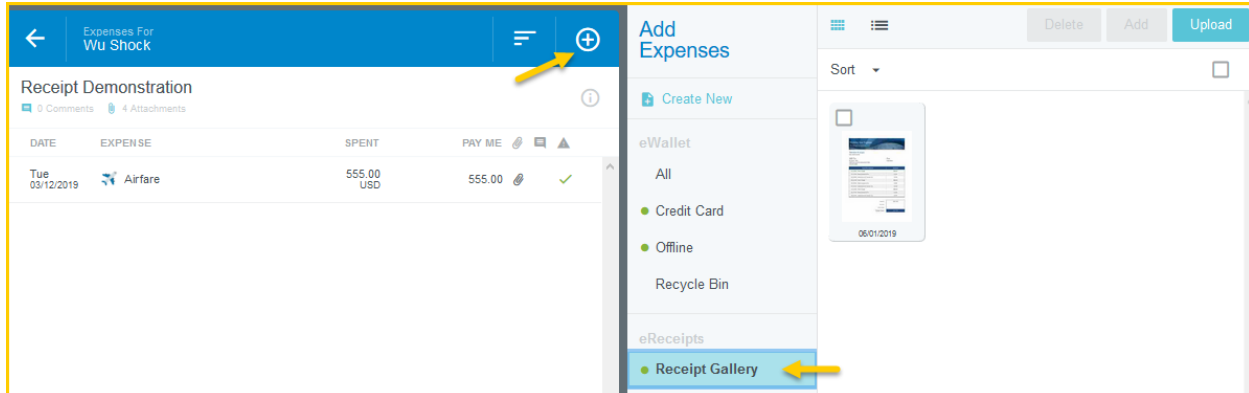 Expenses For
Wu Shock
Receipt Demonstration
0 Comments 4 Attachments
DATE EXPENSE SPENT PAY ME
Tue
03/12/2019
Airfare
555.00
USD
555.00
Add
Expenses
Create New
eWallet
All
Credit Card
Offline
Recycle Bin
eReceipts
Receipt Gallery
Delete Add Upload
Sort
06/01/2019